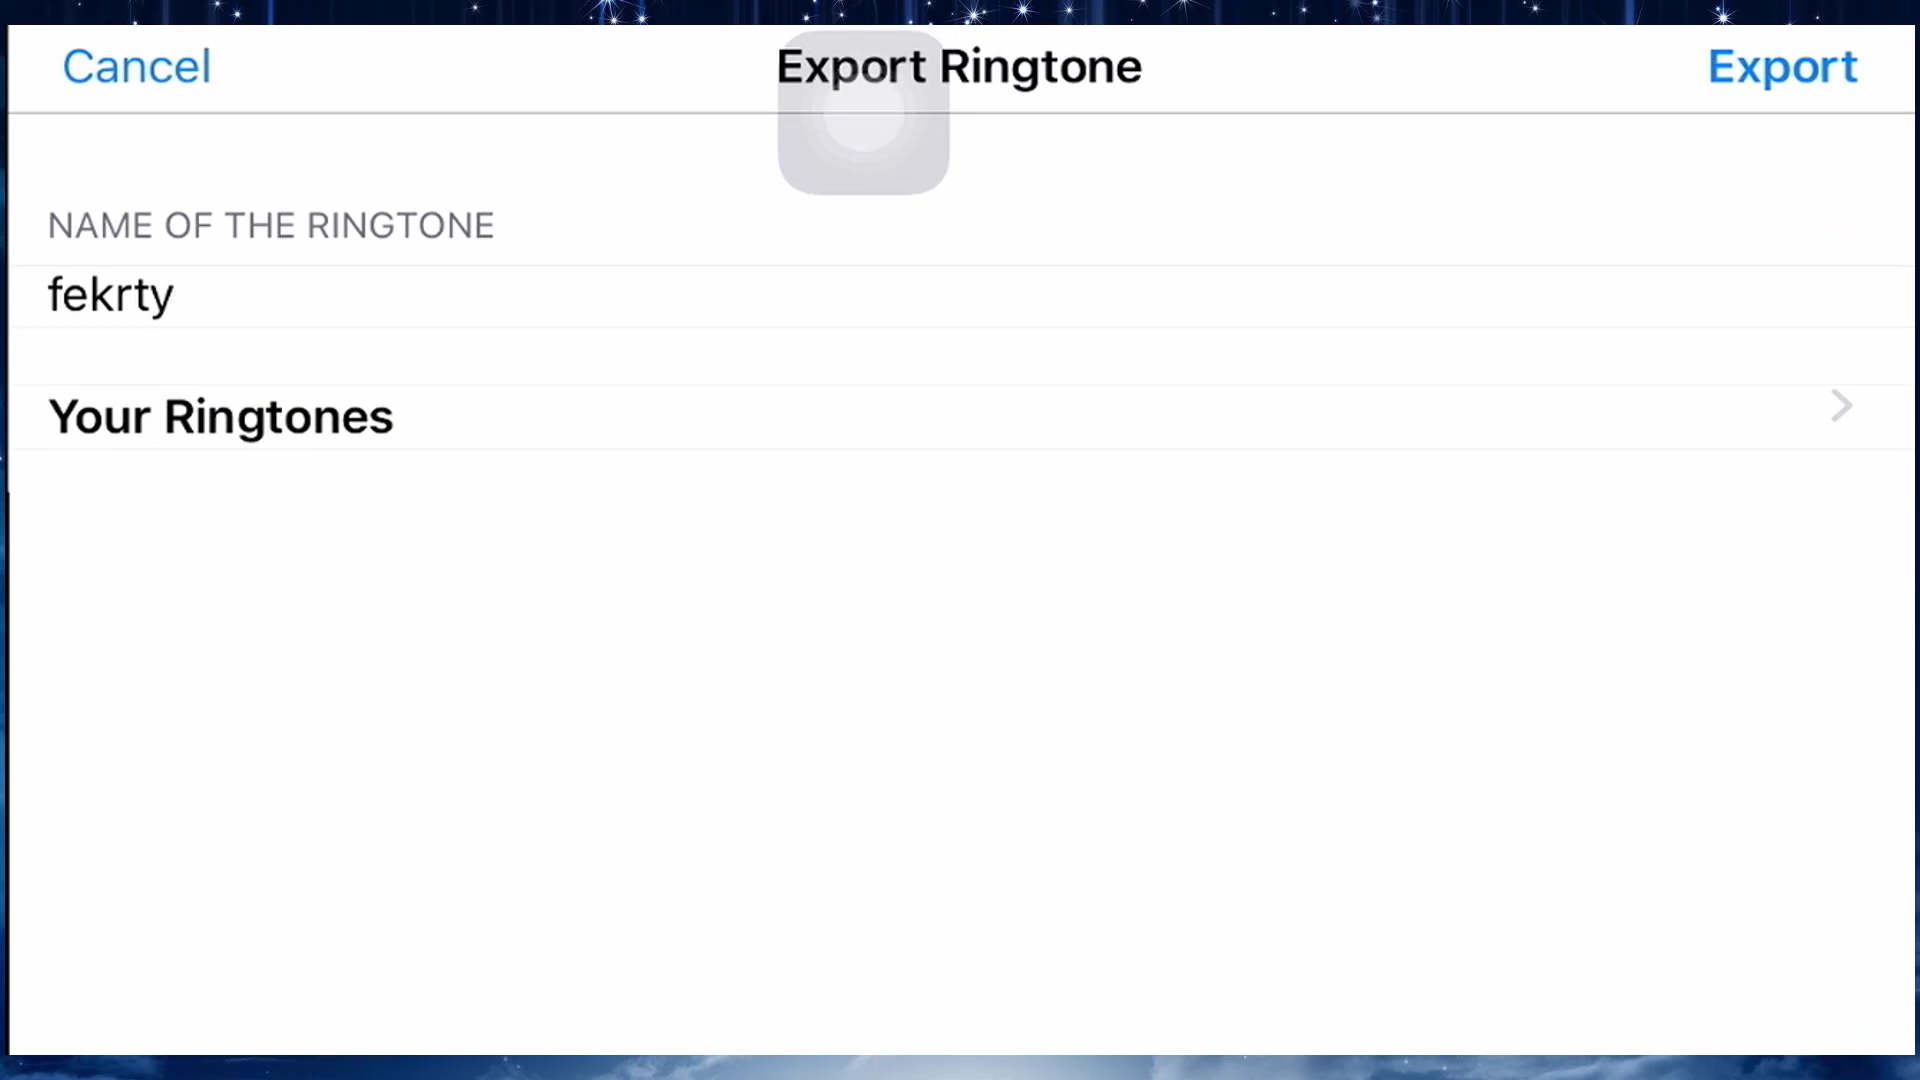 Cancel
Export Ringtone
Export
NAME OF THE RINGTONE
fekrty
Your Ringtones